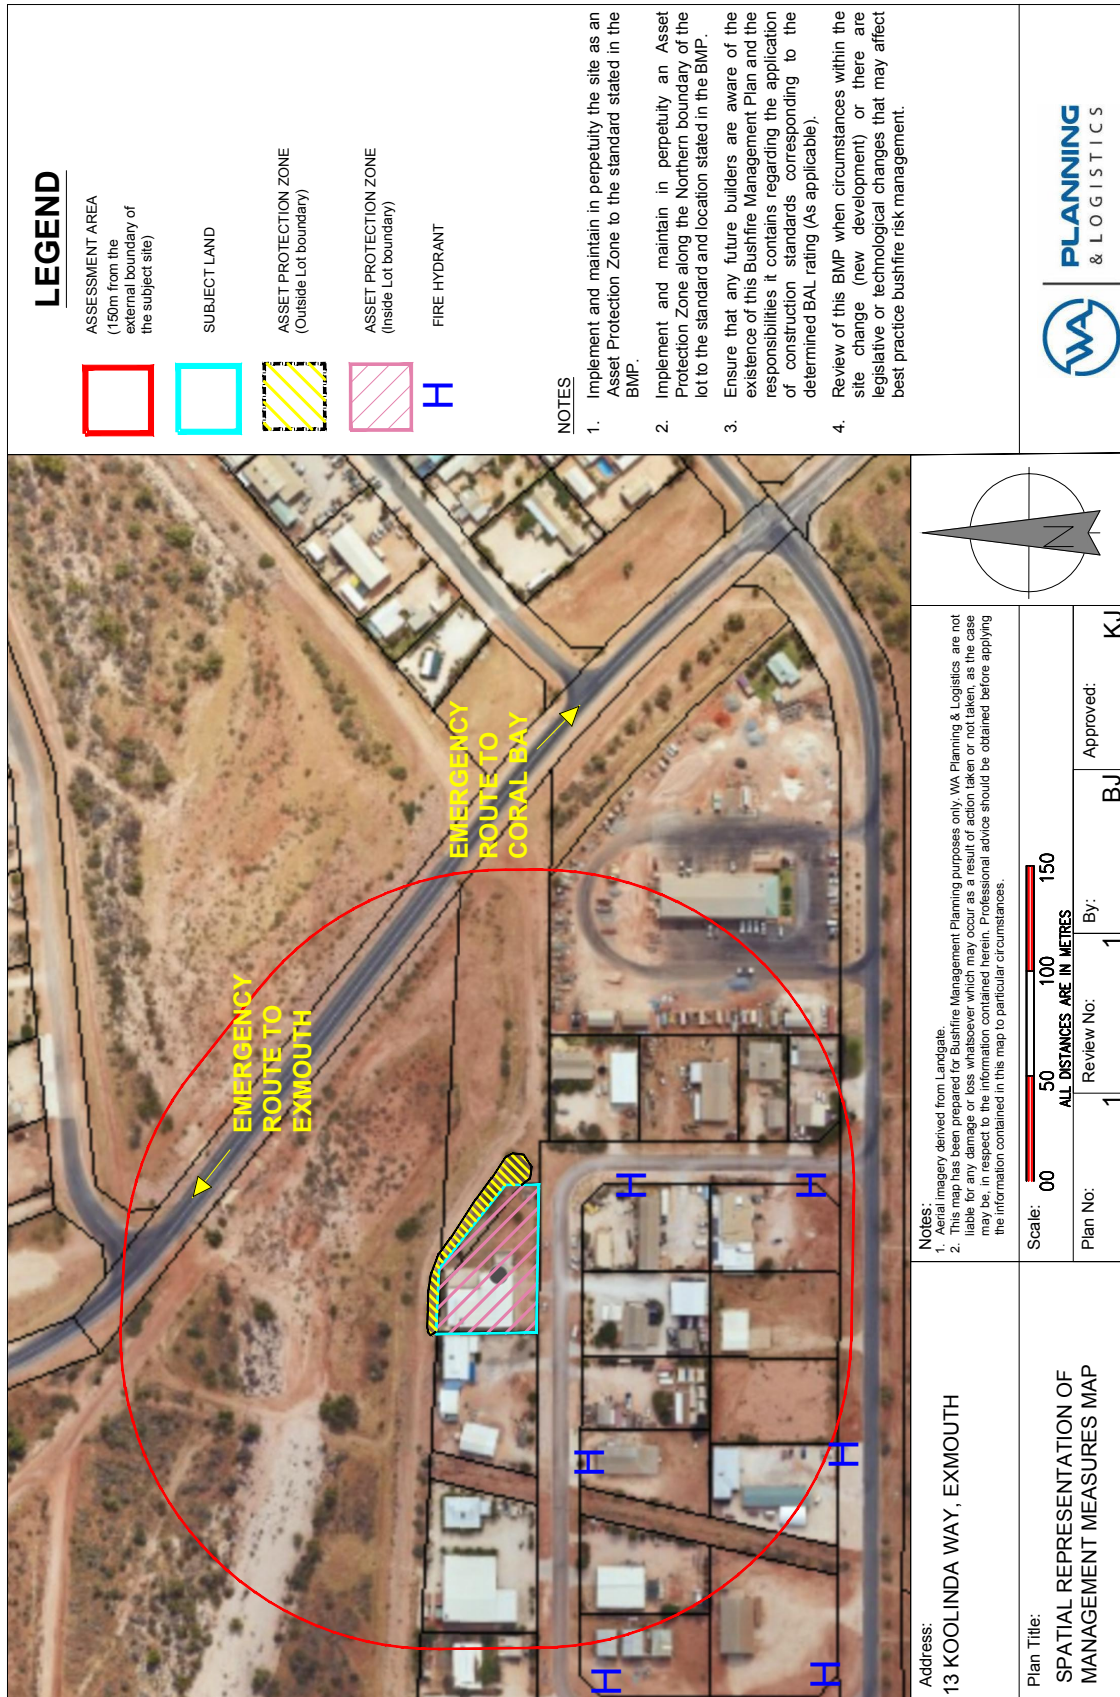 LEGEND
ASSESSMENT AREA
(150m from the
external boundary of
the subject site)
SUBJECT LAND
ASSET PROTECTION ZONE
(Outside Lot boundary)
ASSET PROTECTION ZONE
(Inside Lot boundary)
H
FIRE HYDRANT
NOTES
1. Implement and maintain in perpetuity the site as an
Asset Protection Zone to the standard stated in the
BMP.
2. Implement and maintain in perpetuity an Asset
Protection Zone along the Northern boundary of the
lot to the standard and location stated in the BMP.
3. Ensure that any future builders are aware of the
existence of this Bushfire Management Plan and the
responsibilities it contains regarding the application
of construction standards corresponding to the
determined BAL rating (As applicable).
4. Review of this BMP when circumstances within the
site change (new development) or there are
legislative or technological changes that may affect
best practice bushfire risk management.
WA
PLANNING
& LOGISTICS
EMERGENCY
ROUTE TO
EXMOUTH
EMERGENCY
ROUTE TO
CORAL BAY
H
H
H
H
H
H
Address:
13 KOOLINDA WAY, EXMOUTH
Plan Title:
SPATIAL REPRESENTATION OF
MANAGEMENT MEASURES MAP
Notes:
1. Aerial imagery derived from Landgate.
2. This map has been prepared for Bushfire Management Planning purposes only. WA Planning & Logistics are not
liable for any damage or loss whatsoever which may occur as a result of action taken or not taken, as the case
may be, in respect to the information contained herein. Professional advice should be obtained before applying
the information contained in this map to particular circumstances.
Scale:
00 50 100 150
ALL DISTANCES ARE IN METRES
Plan No: 1
Review No: 1
By: BJ
Approved: KJ
N